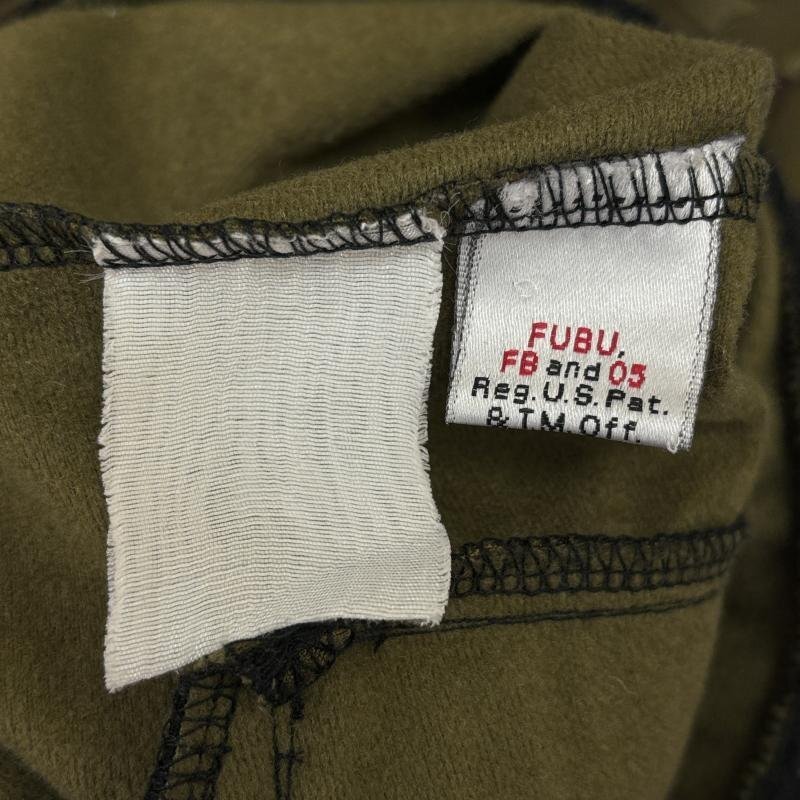 FUBU,
FB and 05
Reg. U.S. Pat.
& TM. Off.